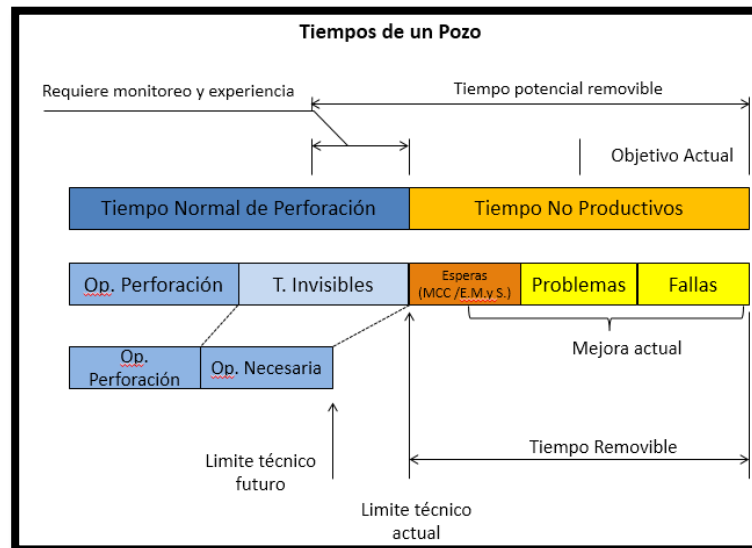 Tiempos de un Pozo
Requiere monitoreo y experiencia
Tiempo potencial removible
Objetivo Actual
Tiempo Normal de Perforación
Tiempo No Productivos
Op. Perforación
T. Invisibles
Esperas
(MCC /E.M.y S.)
Problemas
Fallas
Mejora actual
Op.
Perforación
Op. Necesaria
Tiempo Removible
Limite técnico
futuro
Limite técnico
actual